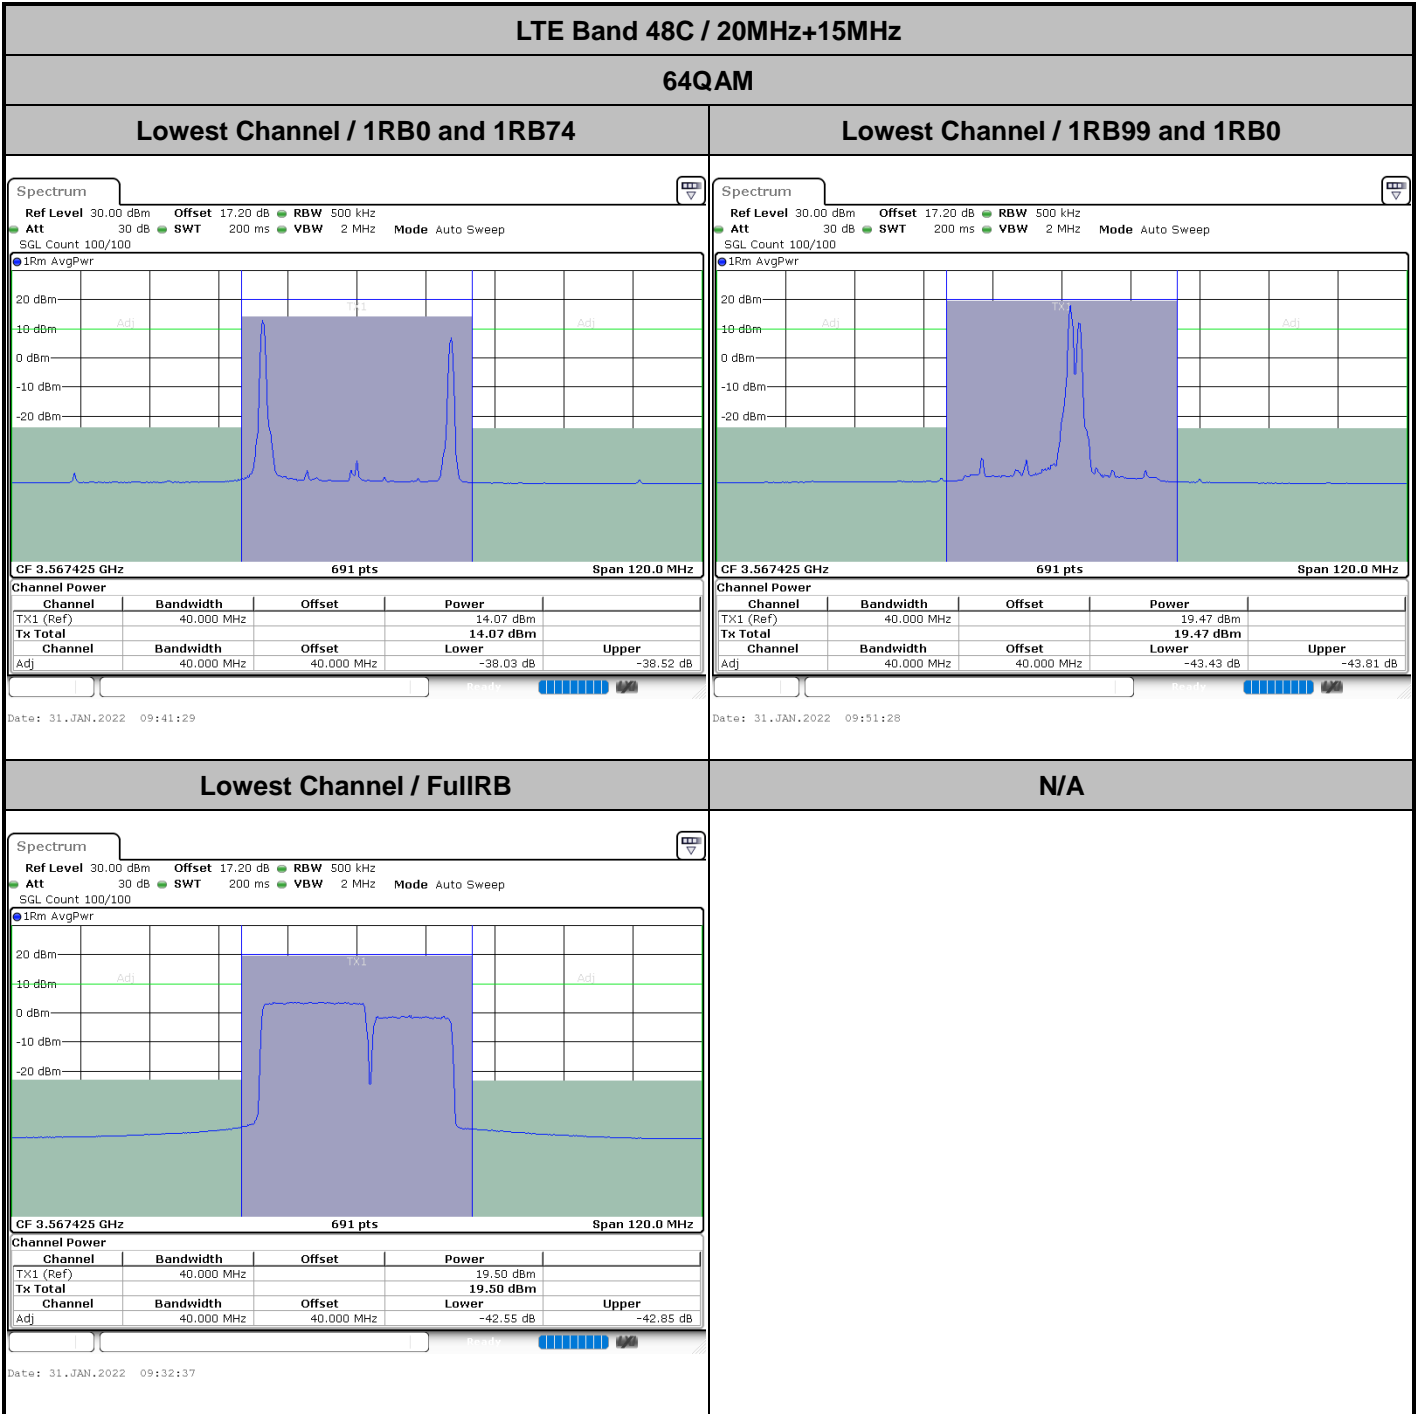 LTE Band 48C / 20MHz+15MHz
64QAM
Lowest Channel / 1RB0 and 1RB74
Lowest Channel / 1RB99 and 1RB0
Spectrum
Ref Level 30.00 dBm Offset 17.20 dB RBW 500 kHz
Att 30 dB SWT 200 ms VBW 2 MHz Mode Auto Sweep
SGL Count 100/100
1Rm AvgPwr
TX1
20 dBm
Adj
Adj
10 dBm
0 dBm
-10 dBm
-20 dBm
CF 3.567425 GHz 691 pts Span 120.0 MHz
Channel Power
Channel Bandwidth Offset Power
TX1 (Ref) 40.000 MHz 14.07 dBm
Tx Total 14.07 dBm
Channel Bandwidth Offset Lower Upper
Adj 40.000 MHz 40.000 MHz -38.03 dB -38.52 dB
Ready
Date: 31.JAN.2022 09:41:29
Spectrum
Ref Level 30.00 dBm Offset 17.20 dB RBW 500 kHz
Att 30 dB SWT 200 ms VBW 2 MHz Mode Auto Sweep
SGL Count 100/100
1Rm AvgPwr
TX1
20 dBm
Adj
Adj
10 dBm
0 dBm
-10 dBm
-20 dBm
CF 3.567425 GHz 691 pts Span 120.0 MHz
Channel Power
Channel Bandwidth Offset Power
TX1 (Ref) 40.000 MHz 19.47 dBm
Tx Total 19.47 dBm
Channel Bandwidth Offset Lower Upper
Adj 40.000 MHz 40.000 MHz -43.43 dB -43.81 dB
Ready
Date: 31.JAN.2022 09:51:28
Lowest Channel / FullRB
N/A
Spectrum
Ref Level 30.00 dBm Offset 17.20 dB RBW 500 kHz
Att 30 dB SWT 200 ms VBW 2 MHz Mode Auto Sweep
SGL Count 100/100
1Rm AvgPwr
20 dBm
TX1
Adj
Adj
10 dBm
0 dBm
-10 dBm
-20 dBm
CF 3.567425 GHz 691 pts Span 120.0 MHz
Channel Power
Channel Bandwidth Offset Power
TX1 (Ref) 40.000 MHz 19.50 dBm
Tx Total 19.50 dBm
Channel Bandwidth Offset Lower Upper
Adj 40.000 MHz 40.000 MHz -42.55 dB -42.85 dB
Ready
Date: 31.JAN.2022 09:32:37